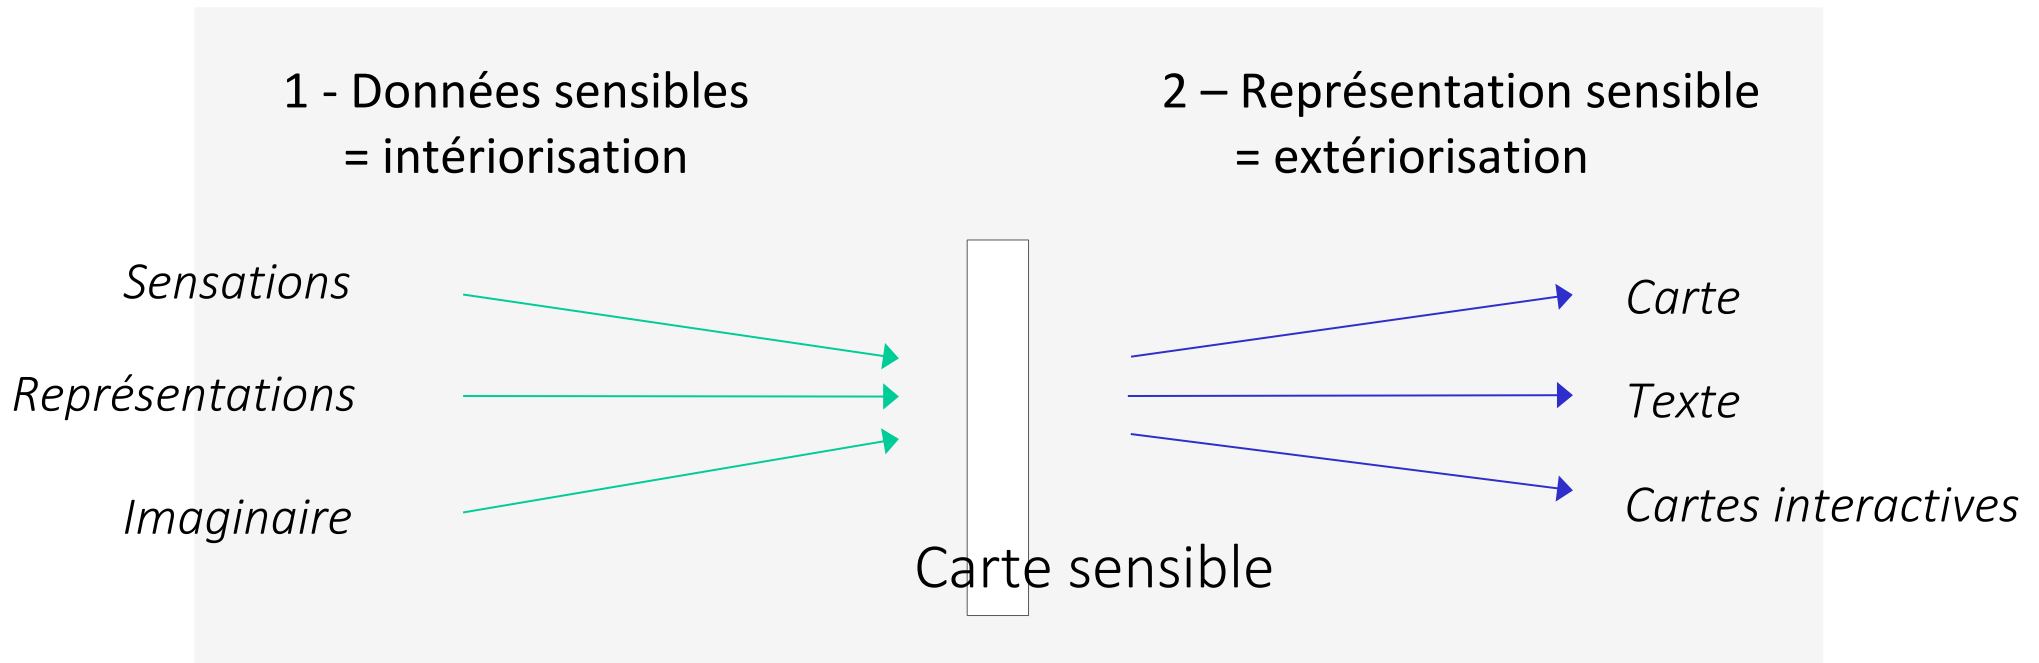 1 - Données sensibles
= intériorisation
2 – Représentation sensible
= extériorisation
Sensations
Représentations
Imaginaire
Carte sensible
Carte
Texte
Cartes interactives